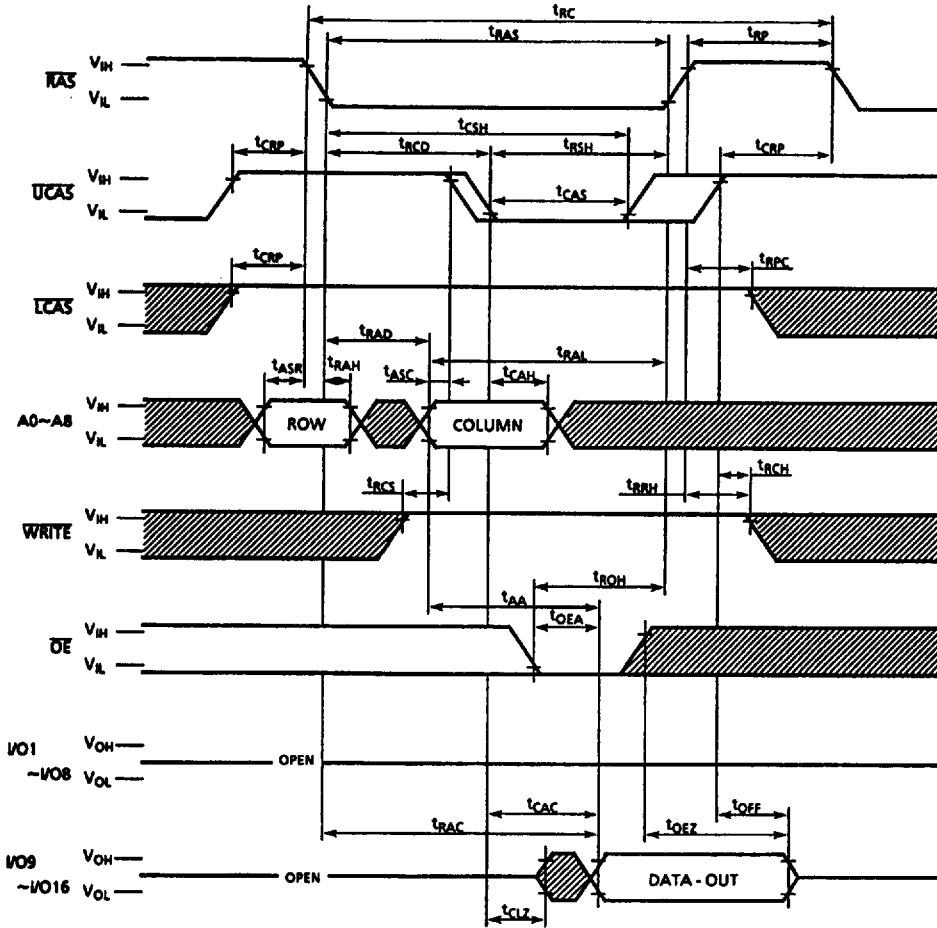 tRC
tRAS tRP
RAS VIH
VIL
tCSH
tCRP tRCD tRSH tCRP
UCAS VIH
VIL
tCAS
tCRP tRPC
LCAS VIH
VIL
tRAD tRAL
tASR tRAH tASC tCAH
A0~A8 VIH
VIL
ROW COLUMN
tRCS tRRH tRCH
WRITE VIH
VIL
tROH
tAA
tOEA
OE VIH
VIL
I/O1
~I/O8
VOH
VOL
OPEN
tCAC tOFF
tRAC tOEZ
I/O9
~I/O16
VOH
VOL
OPEN DATA - OUT
tCLZ